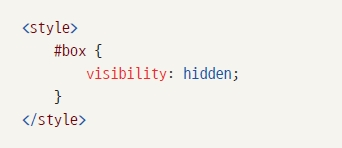 <style>
    #box {
        visibility: hidden;
    }
</style>